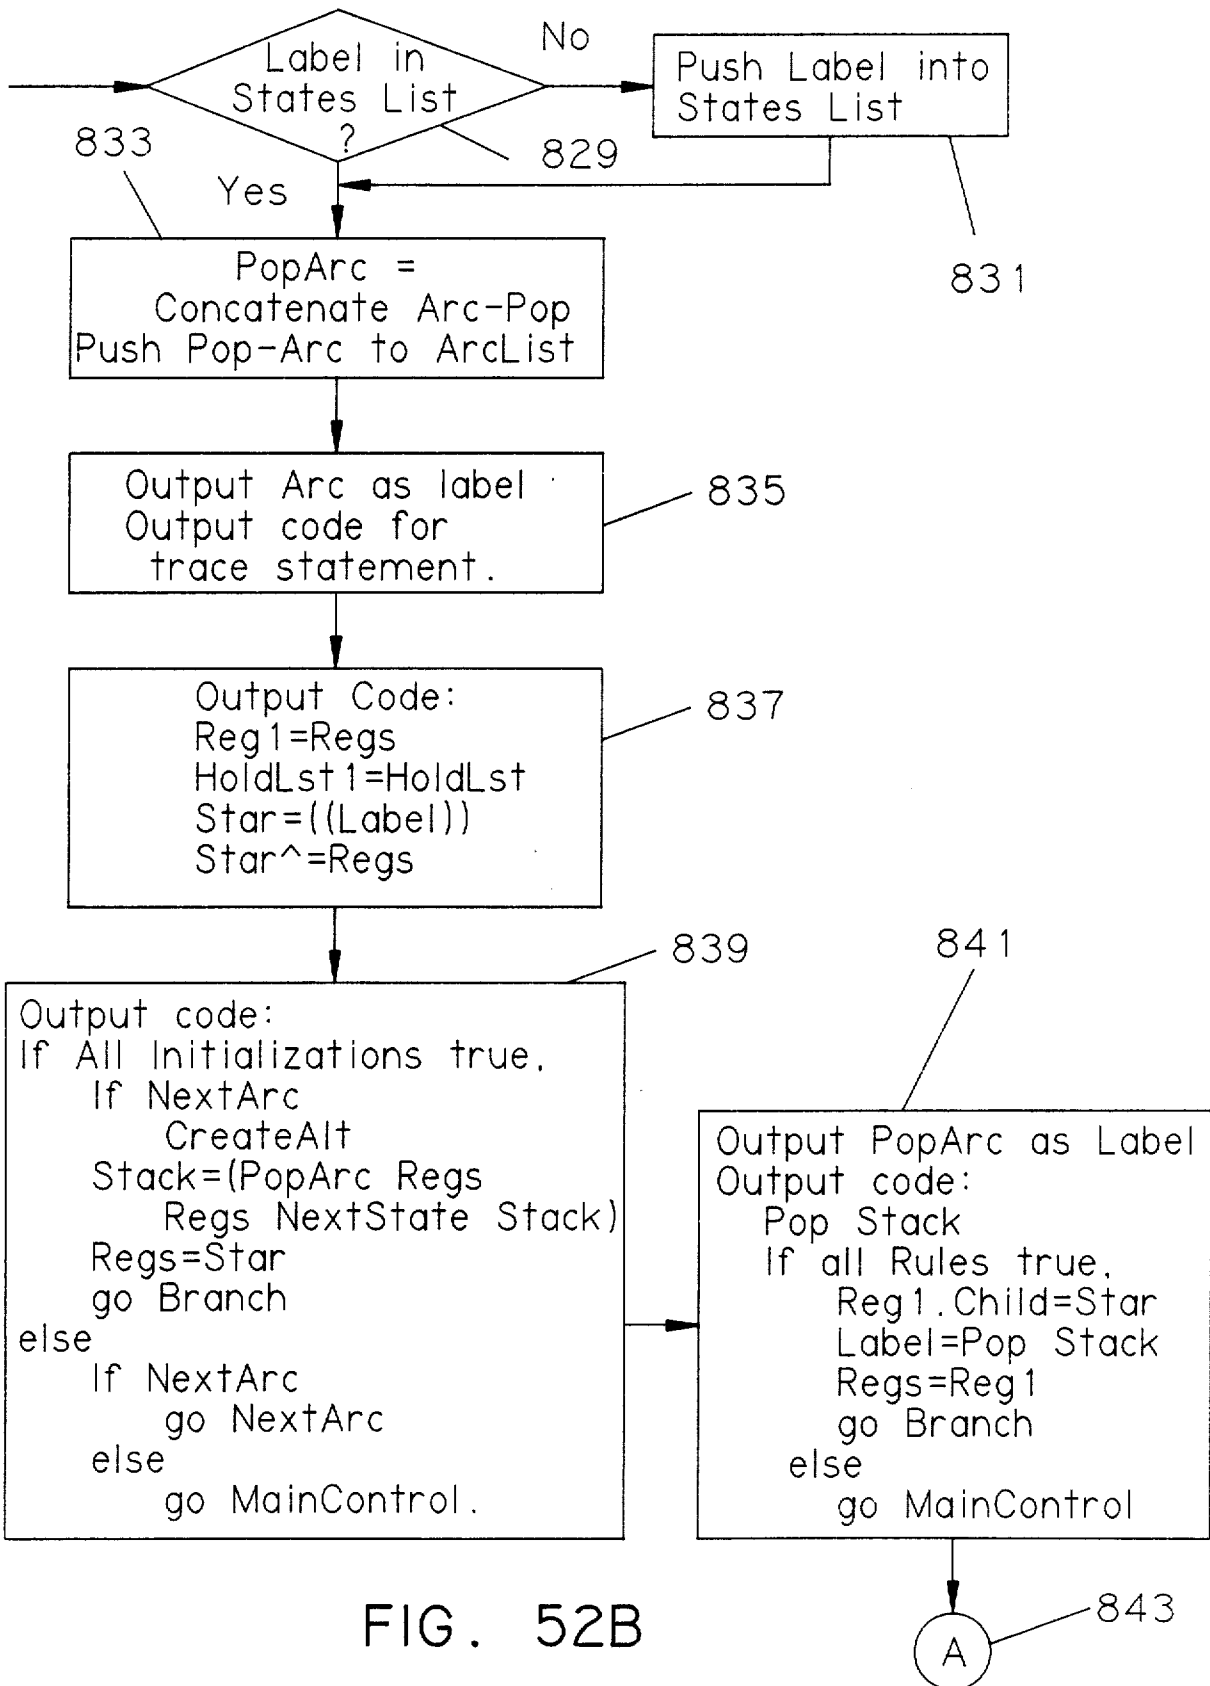 Label in
States List
?
No
Push Label into
States List
833
829
Yes
831
PopArc =
Concatenate Arc-Pop
Push Pop-Arc to ArcList
Output Arc as label
Output code for
trace statement.
835
Output Code:
Reg1=Regs
HoldLst1=HoldLst
Star=((Label))
Star^=Regs
837
839
Output code:
If All Initializations true,
If NextArc
CreateAlt
Stack=(PopArc Regs
Regs NextState Stack)
Regs=Star
go Branch
else
If NextArc
go NextArc
else
go MainControl.
841
Output PopArc as Label
Output code:
Pop Stack
If all Rules true,
Reg1.Child=Star
Label=Pop Stack
Regs=Reg1
go Branch
else
go MainControl
A
843
FIG. 52B